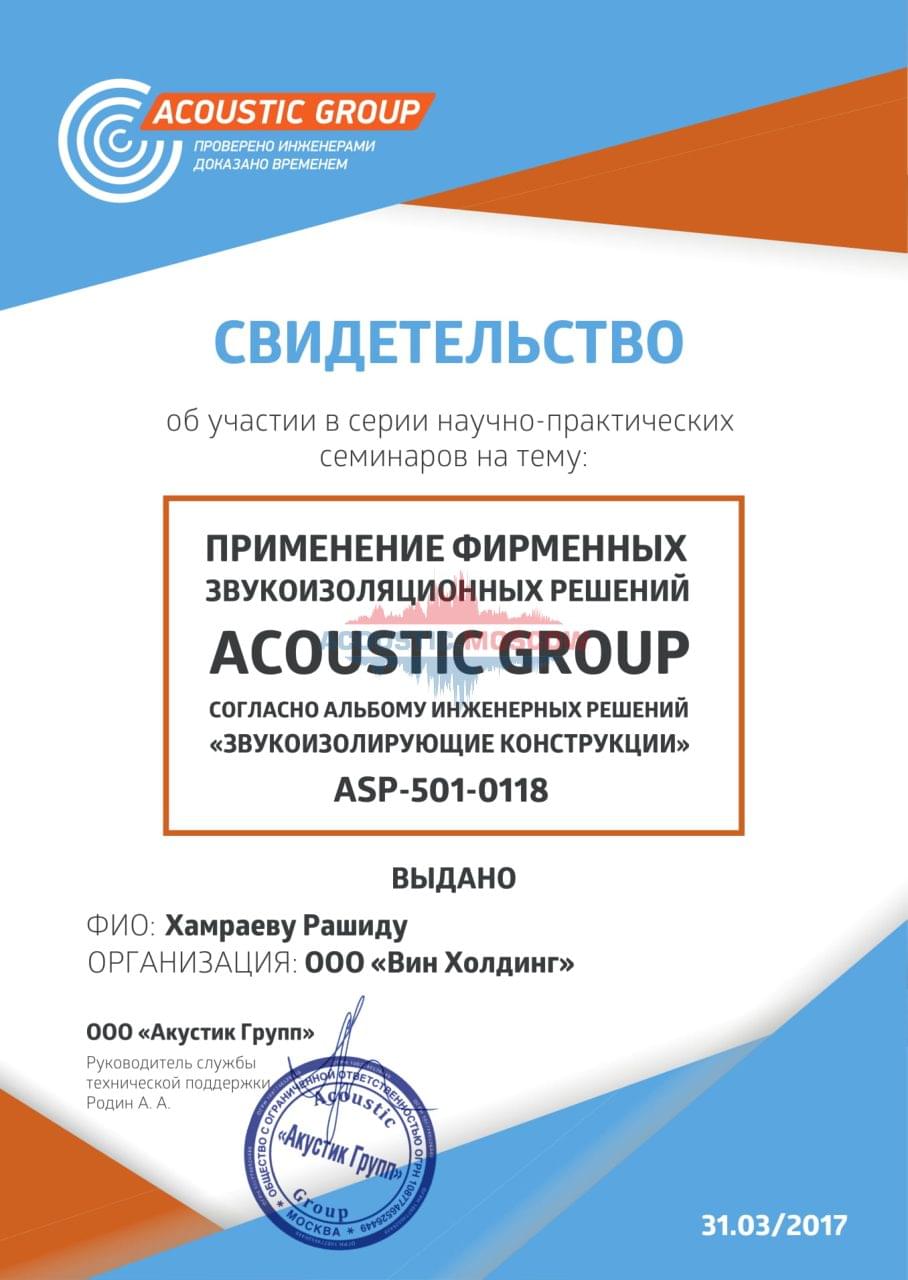 ACOUSTIC GROUP
ПРОВЕРЕНО ИНЖЕНЕРАМИ
ДОКАЗАНО ВРЕМЕНЕМ
СВИДЕТЕЛЬСТВО
об участии в серии научно-практических
семинаров на тему:
ПРИМЕНЕНИЕ ФИРМЕННЫХ
ЗВУКОИЗОЛЯЦИОННЫХ РЕШЕНИЙ
ACOUSTIC GROUP
ACOUSTIC MOSCOW
СОГЛАСНО АЛЬБОМУ ИНЖЕНЕРНЫХ РЕШЕНИЙ
«ЗВУКОИЗОЛИРУЮЩИЕ КОНСТРУКЦИИ»
ASP-501-0118
ВЫДАНО
ФИО: Хамраеву Рашиду
ОРГАНИЗАЦИЯ: ООО «Вин Холдинг»
ООО «Акустик Групп»
Руководитель службы
технической поддержки
Родин А. А.
ОБЩЕСТВО С ОГРАНИЧЕННОЙ ОТВЕТСТВЕННОСТЬЮ ОГРН 1087746526449
Acoustic
«Акустик Групп»
Group
* МОСКВА *
31.03/2017